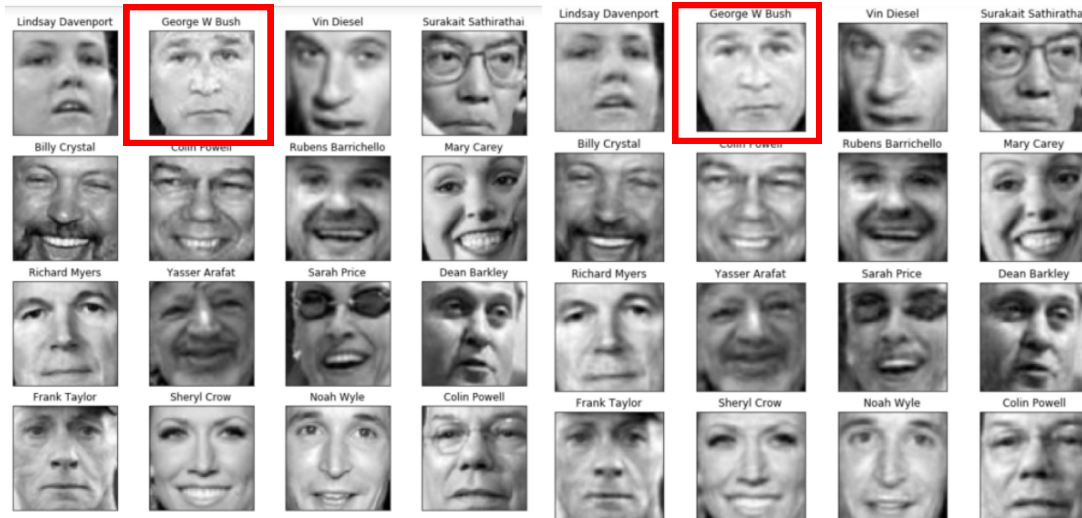 Lindsay Davenport George W Bush Vin Diesel Surakait Sathirathai Lindsay Davenport George W Bush Vin Diesel Surakait Sathirathai
Billy Crystal Colin Powell Rubens Barrichello Mary Carey Billy Crystal Colin Powell Rubens Barrichello Mary Carey
Richard Myers Yasser Arafat Sarah Price Dean Barkley Richard Myers Yasser Arafat Sarah Price Dean Barkley
Frank Taylor Sheryl Crow Noah Wyle Colin Powell Frank Taylor Sheryl Crow Noah Wyle Colin Powell